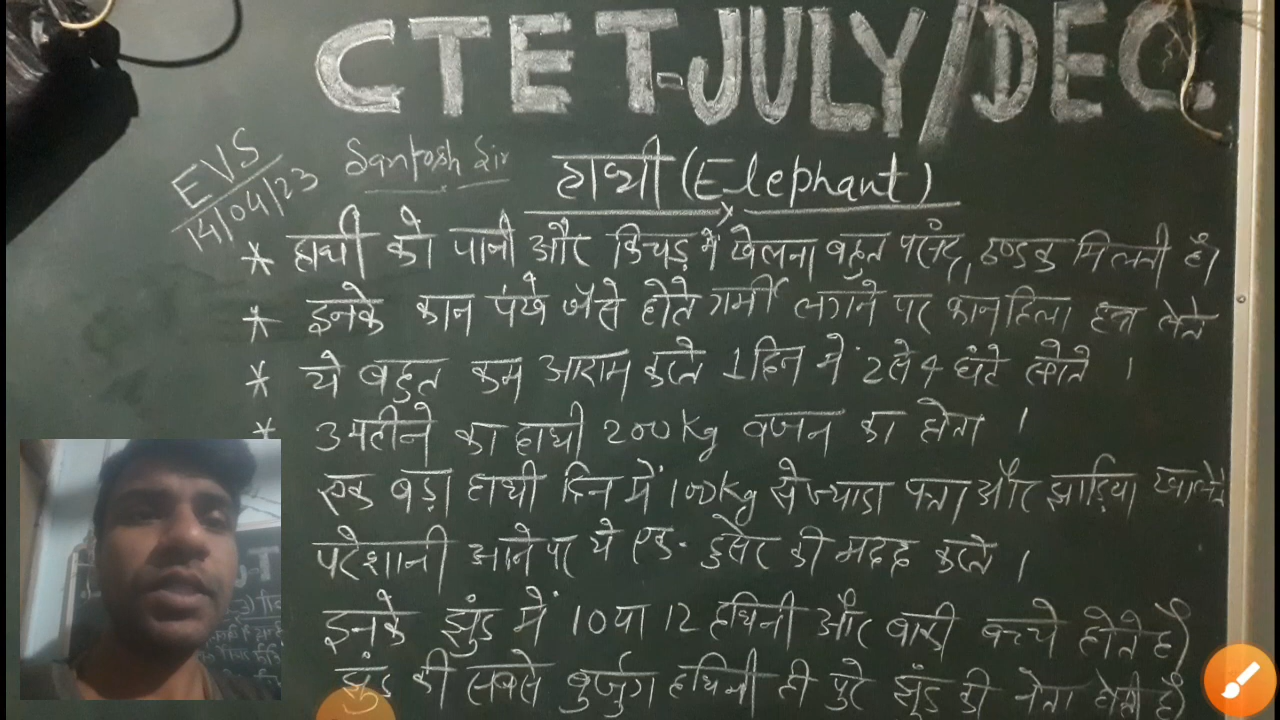 CTET-JULY/DEC.
EVS
14/04/23
Santosh Sir
हाथी (Elephant)
* हाथी को पानी और किचड़ में खेलना बहुत पसंद, ठण्डक मिलती है।
* इनके कान पंखे जैसे होते गर्मी लगने पर कान हिला हवा लेते
* ये बहुत कम आराम करते 1 दिन में 2 से 4 घंटे सोते ।
* 3 महीने का हाथी 200 kg वजन का होता ।
एक बड़ा हाथी दिन में 100 kg से ज्यादा पत्ता और झाड़िया खा लेते
परेशानी आने पर ये एक-दुसरे की मदद करते ।
इनके झुंड में 10 या 12 हथिनी और बाकी बच्चे होते है
झुंड की सबसे बुर्जुग हथिनी ही पुरे झुंड की नेता होती है